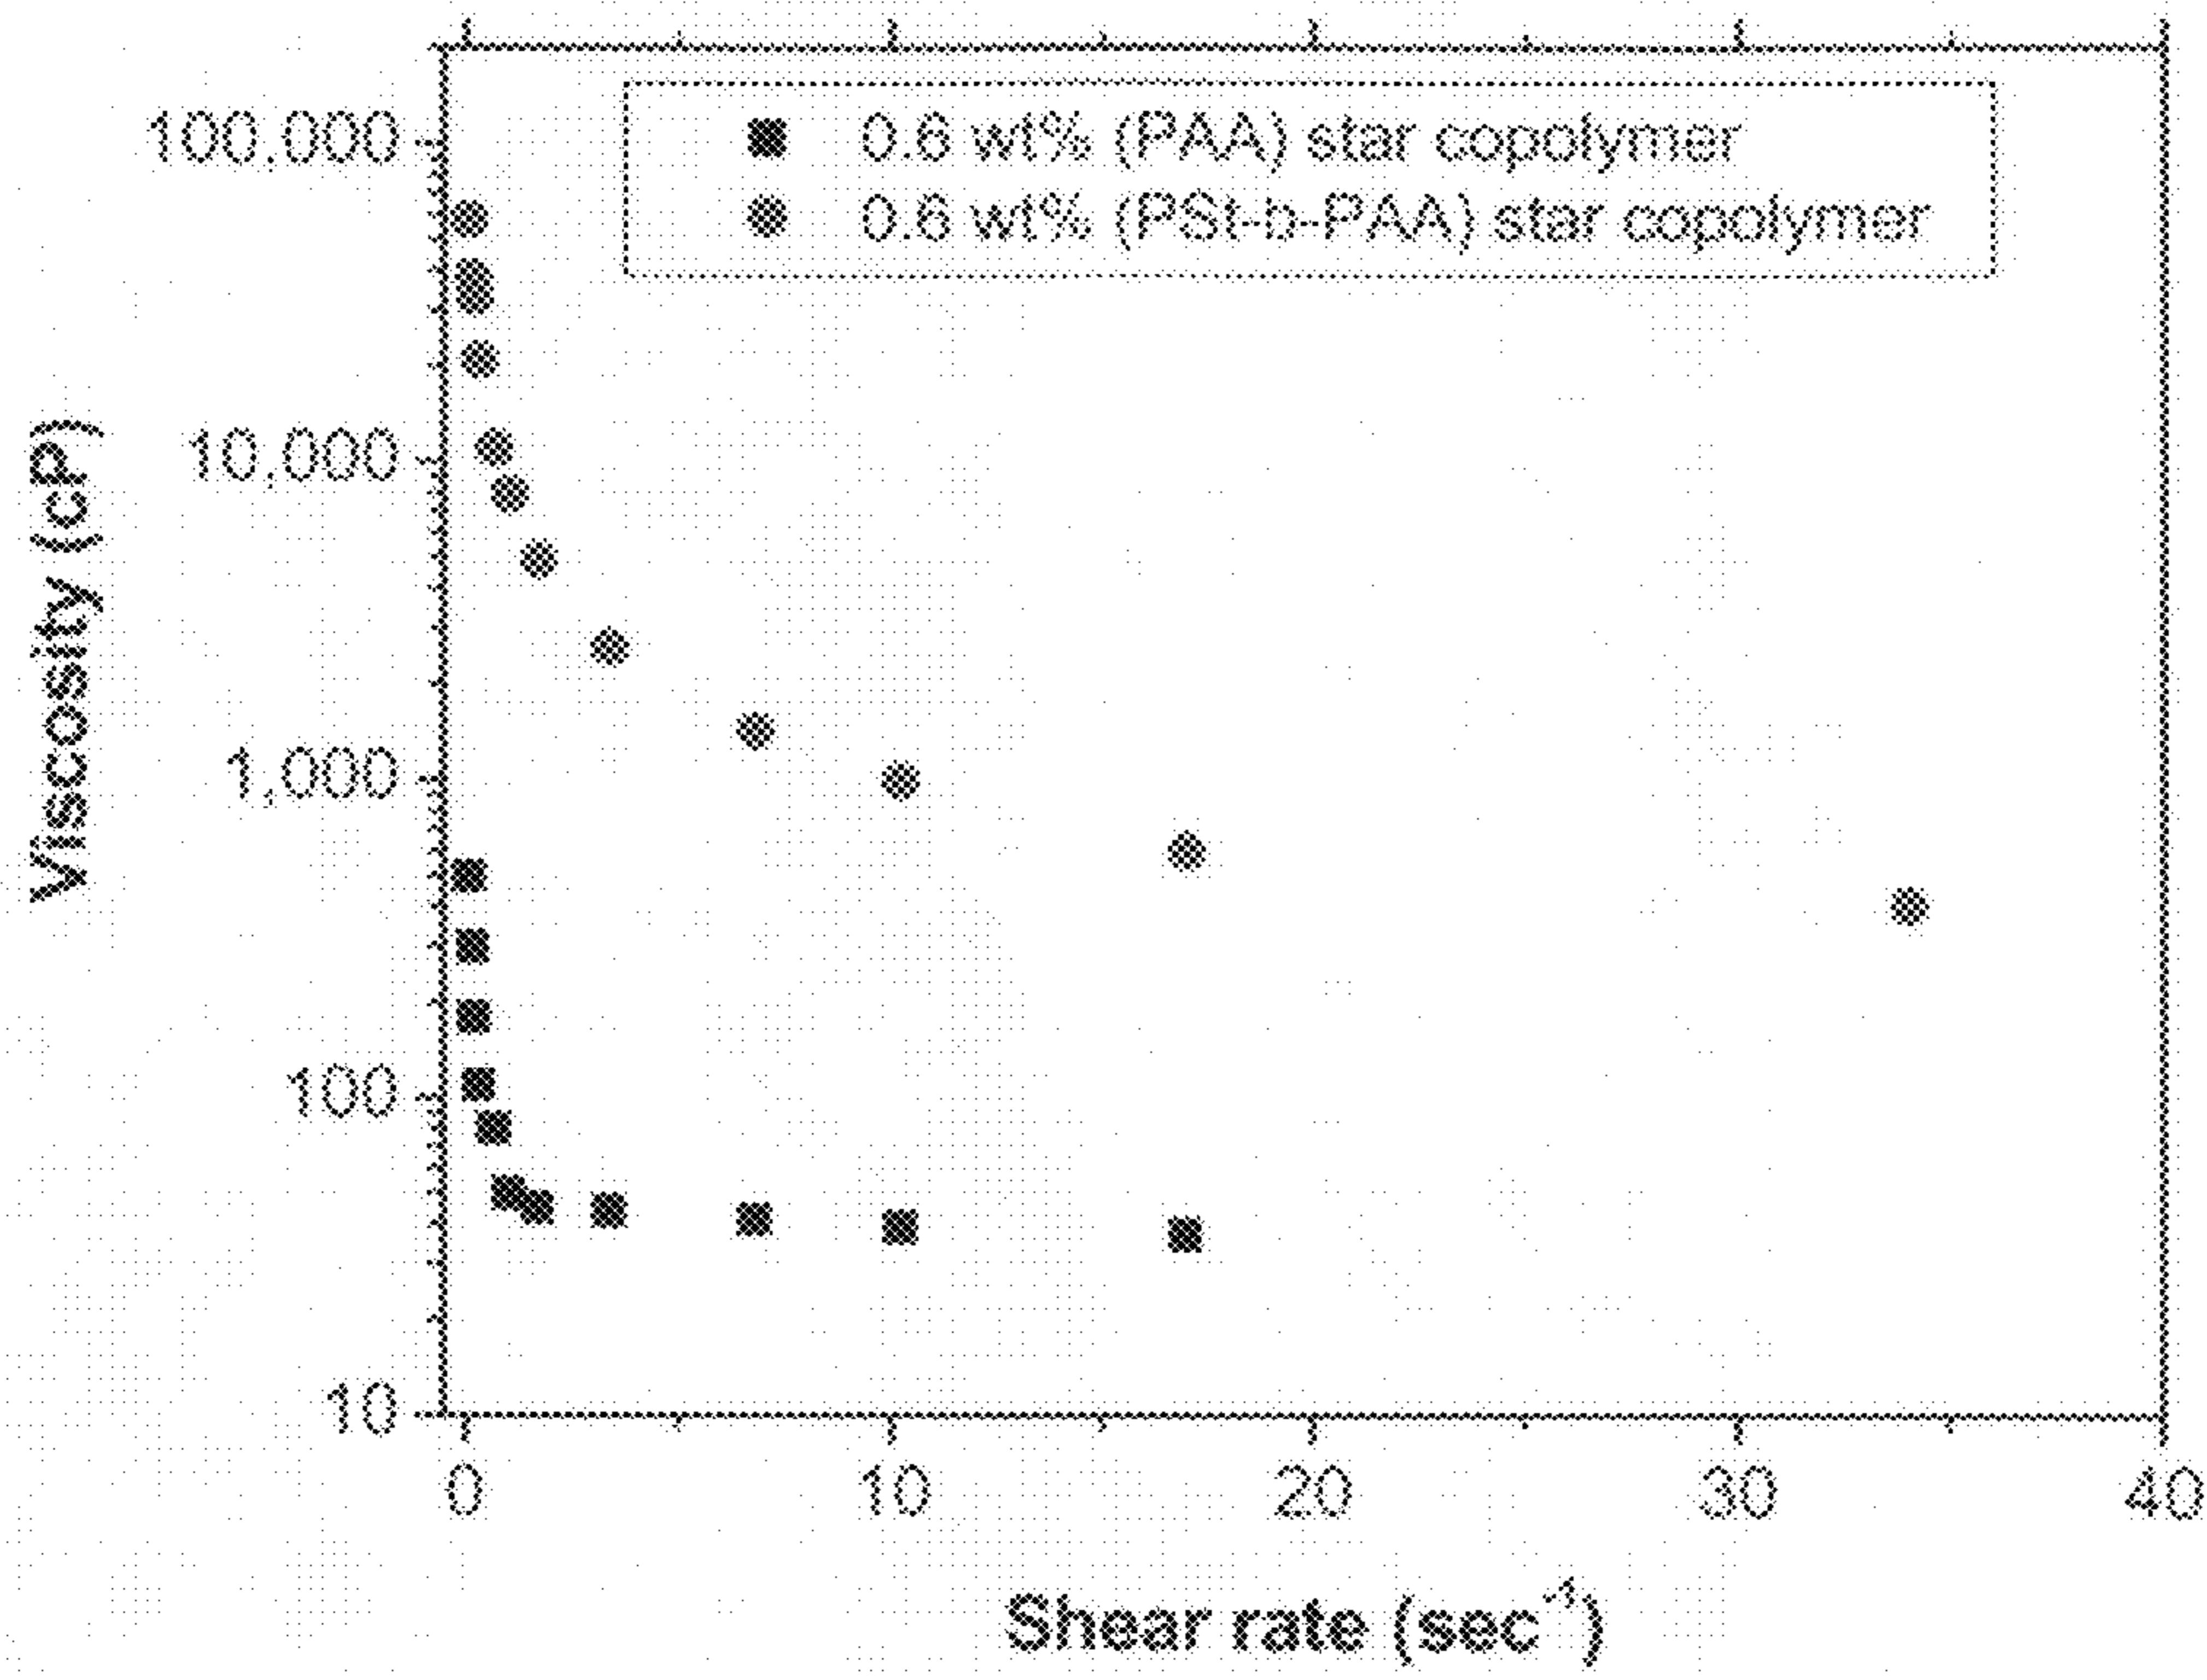 0.6 wt% (PAA) star copolymer
0.6 wt% (PSt-b-PAA) star copolymer
100,000
10,000
1,000
100
10
Viscosity (cP)
0 10 20 30 40
Shear rate (sec⁻¹)